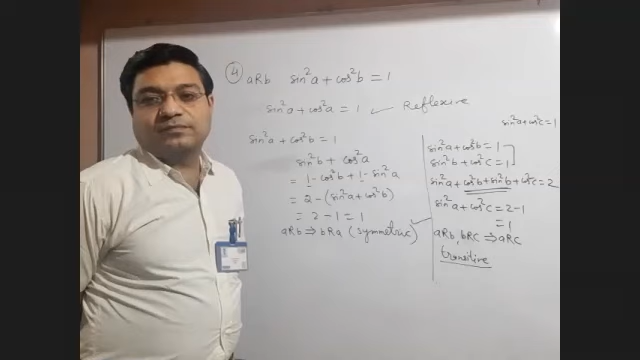 ④ aRb sin²a + cos²b = 1
sin²a + cos²a = 1 ✓ Reflexive
sin²a + cos²b = 1
sin²b + cos²a
= 1 - cos²b + 1 - sin²a
= 2 - (sin²a + cos²b)
= 2 - 1 = 1
aRb ⇒ bRa (symmetric) ✓
sin²a + cos²c = 1
sin²a + cos²b = 1
sin²b + cos²c = 1
sin²a + cos²b + sin²b + cos²c = 2
sin²a + cos²c = 2-1
= 1
aRb, bRC ⇒ aRC
transitive